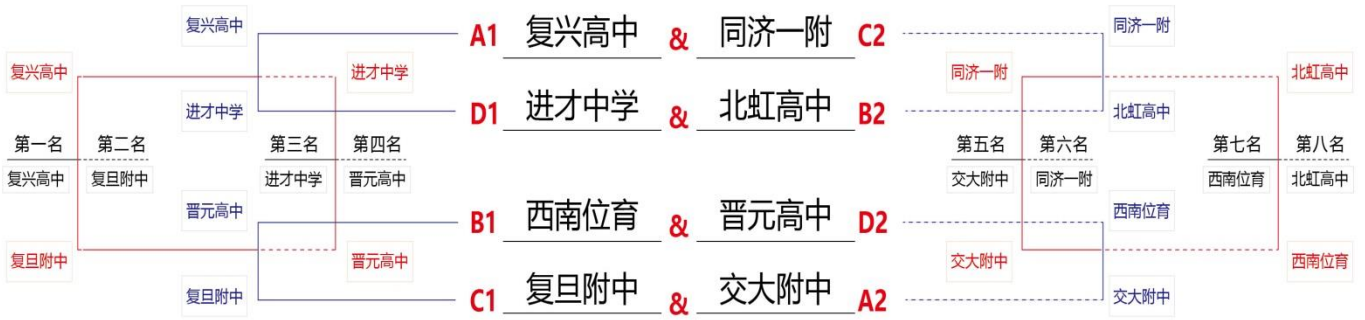 复兴高中 A1 复兴高中 & 同济一附 C2 同济一附
复兴高中 进才中学 同济一附 北虹高中
进才中学 D1 进才中学 & 北虹高中 B2 北虹高中
第一名 第二名 第三名 第四名 第五名 第六名 第七名 第八名
复兴高中 复旦附中 进才中学 晋元高中 交大附中 同济一附 西南位育 北虹高中
晋元高中 B1 西南位育 & 晋元高中 D2 西南位育
复旦附中 晋元高中 交大附中 西南位育
复旦附中 C1 复旦附中 & 交大附中 A2 交大附中